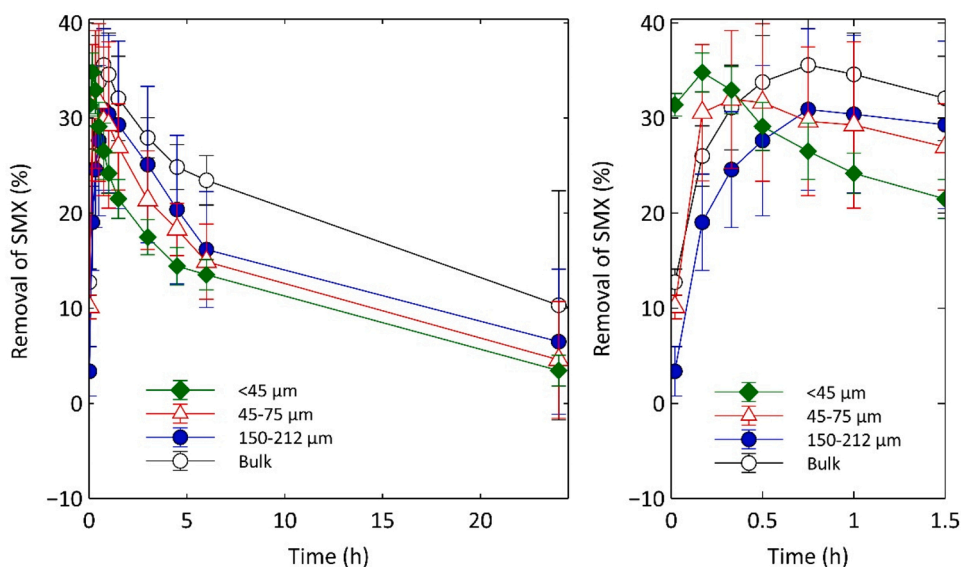 Removal of SMX (%)
40
30
20
10
0
−10
<45 µm
45-75 µm
150-212 µm
Bulk
0
5
10
15
20
Time (h)
Removal of SMX (%)
40
30
20
10
0
−10
<45 µm
45-75 µm
150-212 µm
Bulk
0
0.5
1
1.5
Time (h)